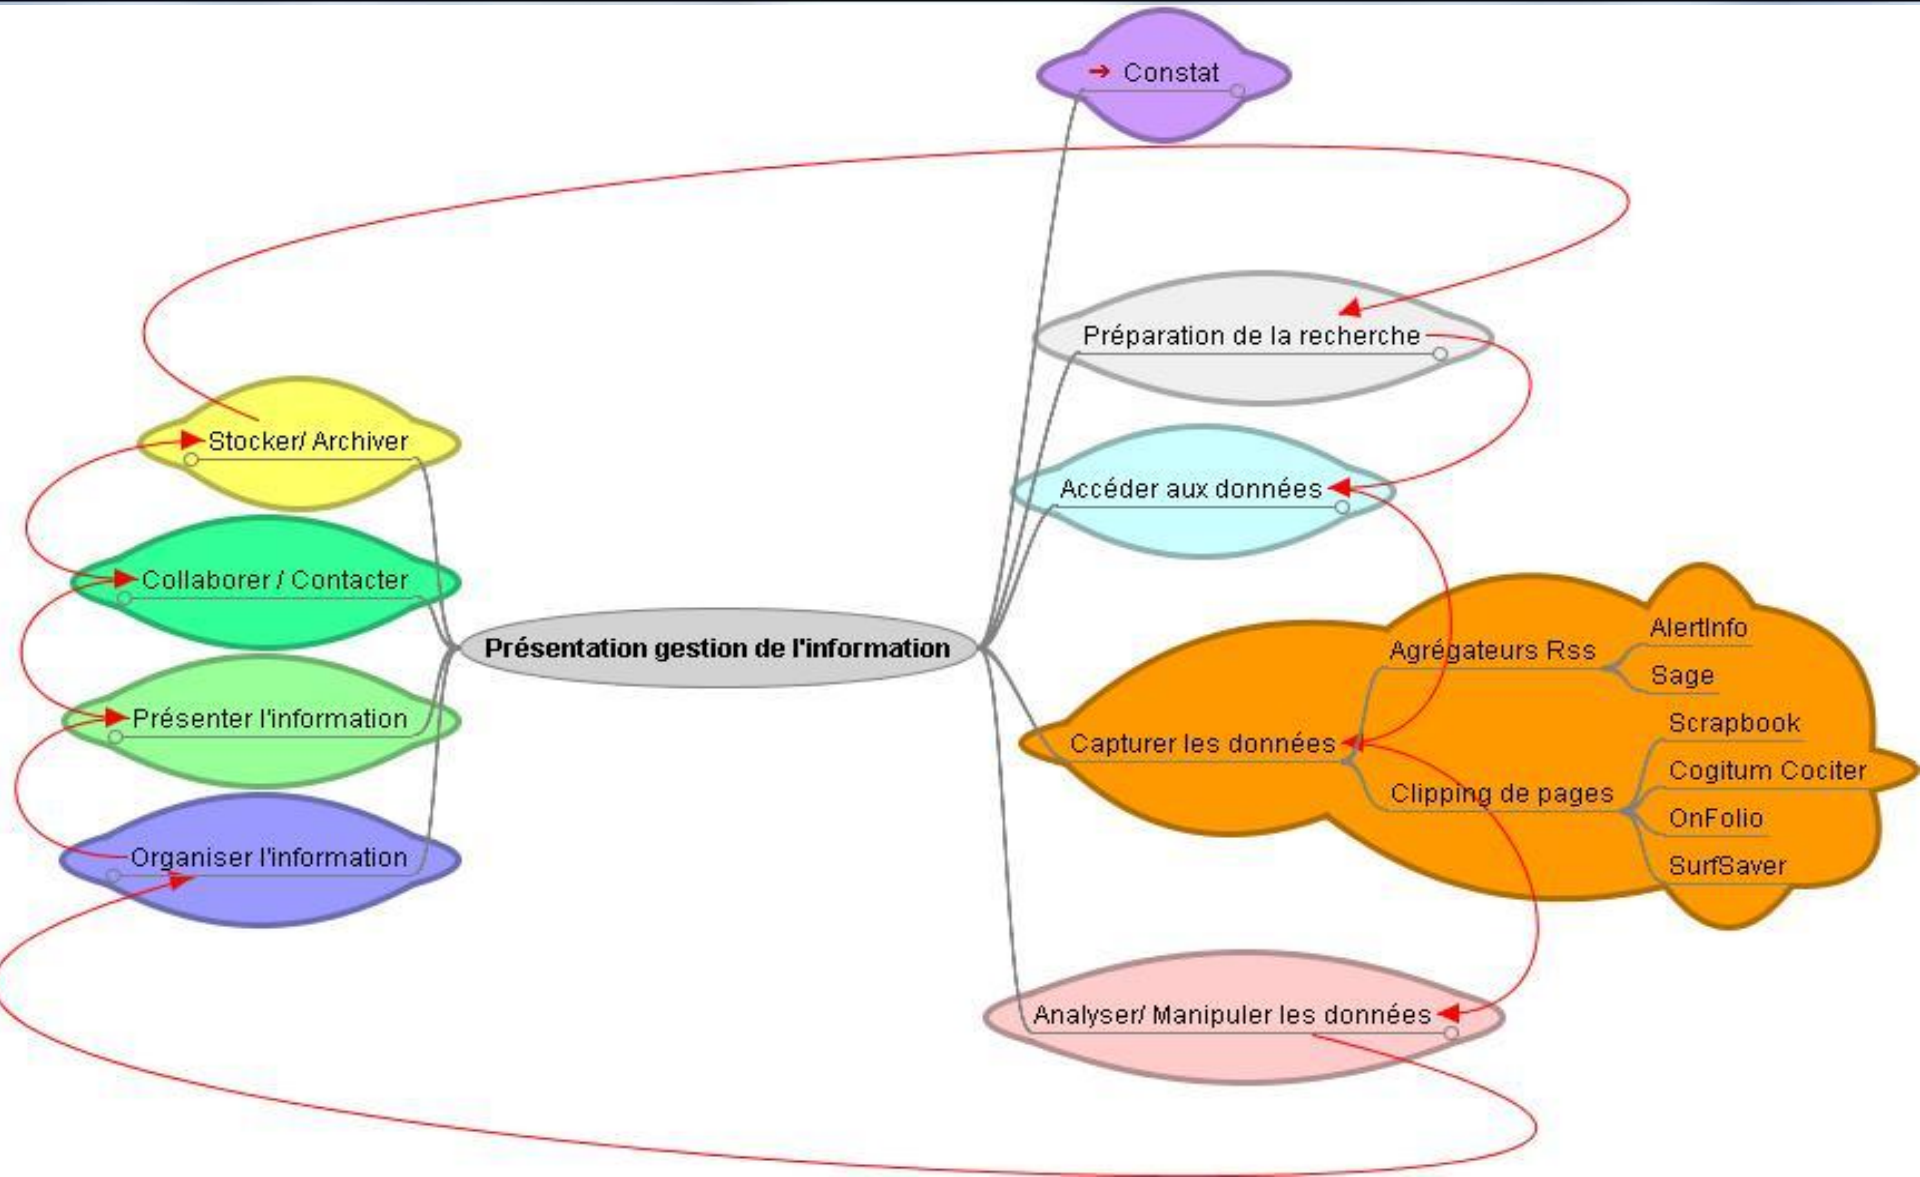 Constat
Préparation de la recherche
Stocker/ Archiver
Accéder aux données
Collaborer / Contacter
Présentation gestion de l'information
Agrégateurs Rss
AlertInfo
Sage
Présenter l'information
Capturer les données
Scrapbook
Cogitum Cociter
Clipping de pages
OnFolio
SurfSaver
Organiser l'information
Analyser/ Manipuler les données